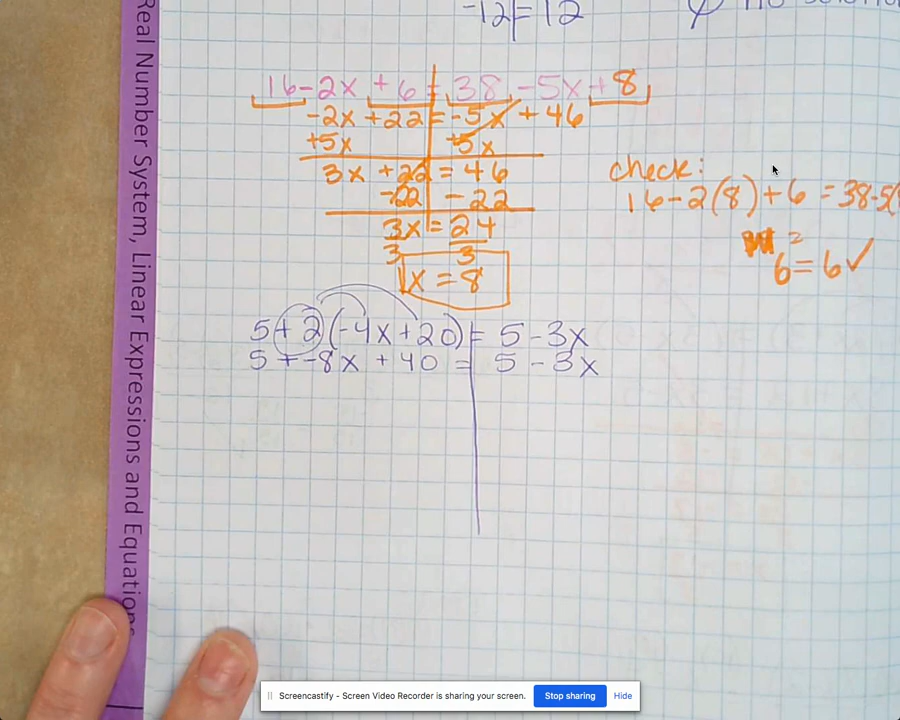 -12 = 12
16 - 2x + 6 = 38 - 5x + 8
-2x + 22 = -5x + 46
+5x +5x
3x + 22 = 46
-22 - 22
3x = 24
3 3
x = 8
check:
16 - 2(8) + 6 = 38 - 5(
6 = 6 ✓
5 + 2(-4x + 20) = 5 - 3x
5 + -8x + 40 = 5 - 3x
Real Number System, Linear Expressions and Equations
Screencastify - Screen Video Recorder is sharing your screen. Stop sharing Hide